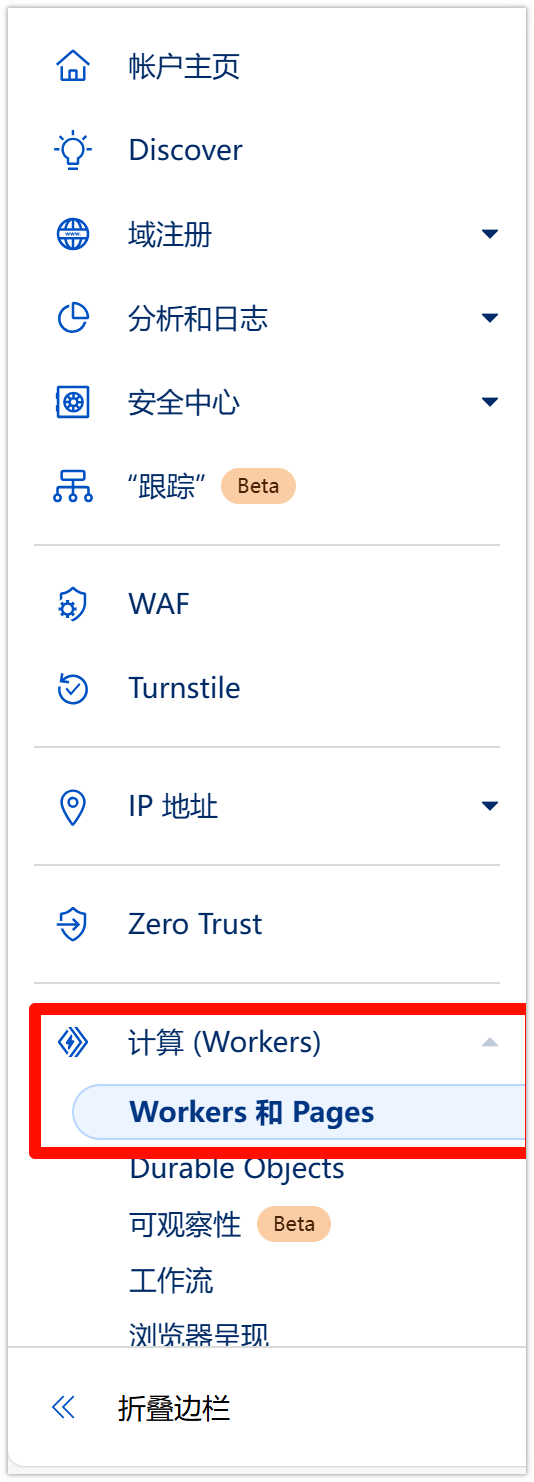 帐户主页
Discover
域注册
分析和日志
安全中心
“跟踪” Beta
WAF
Turnstile
IP 地址
Zero Trust
计算 (Workers)
Workers 和 Pages
Durable Objects
可观察性 Beta
工作流
浏览器呈现
折叠边栏